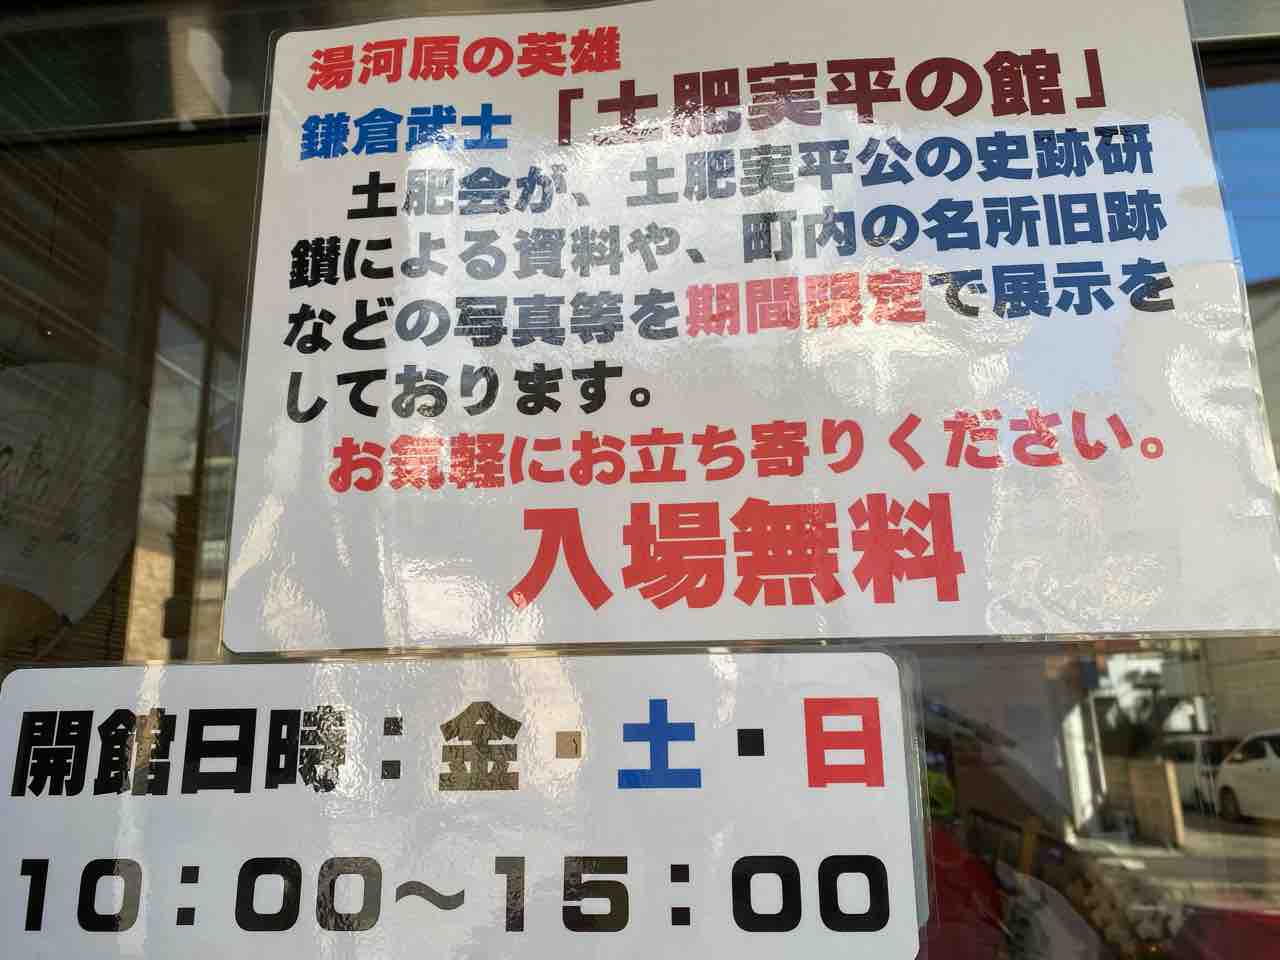 湯河原の英雄
鎌倉武士「土肥実平の館」
土肥会が、土肥実平公の史跡研
鑚による資料や、町内の名所旧跡
などの写真等を期間限定で展示を
しております。
お気軽にお立ち寄りください。
入場無料
開館日時：金・土・日
10：00～15：00